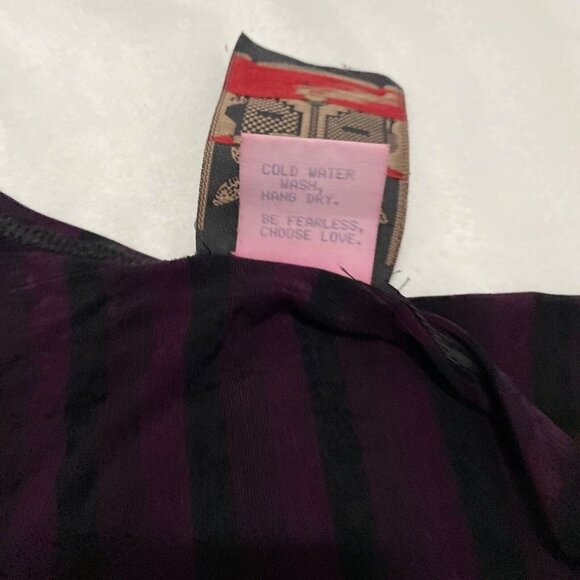 COLD WATER
WASH,
HANG DRY.
BE FEARLESS,
CHOOSE LOVE.